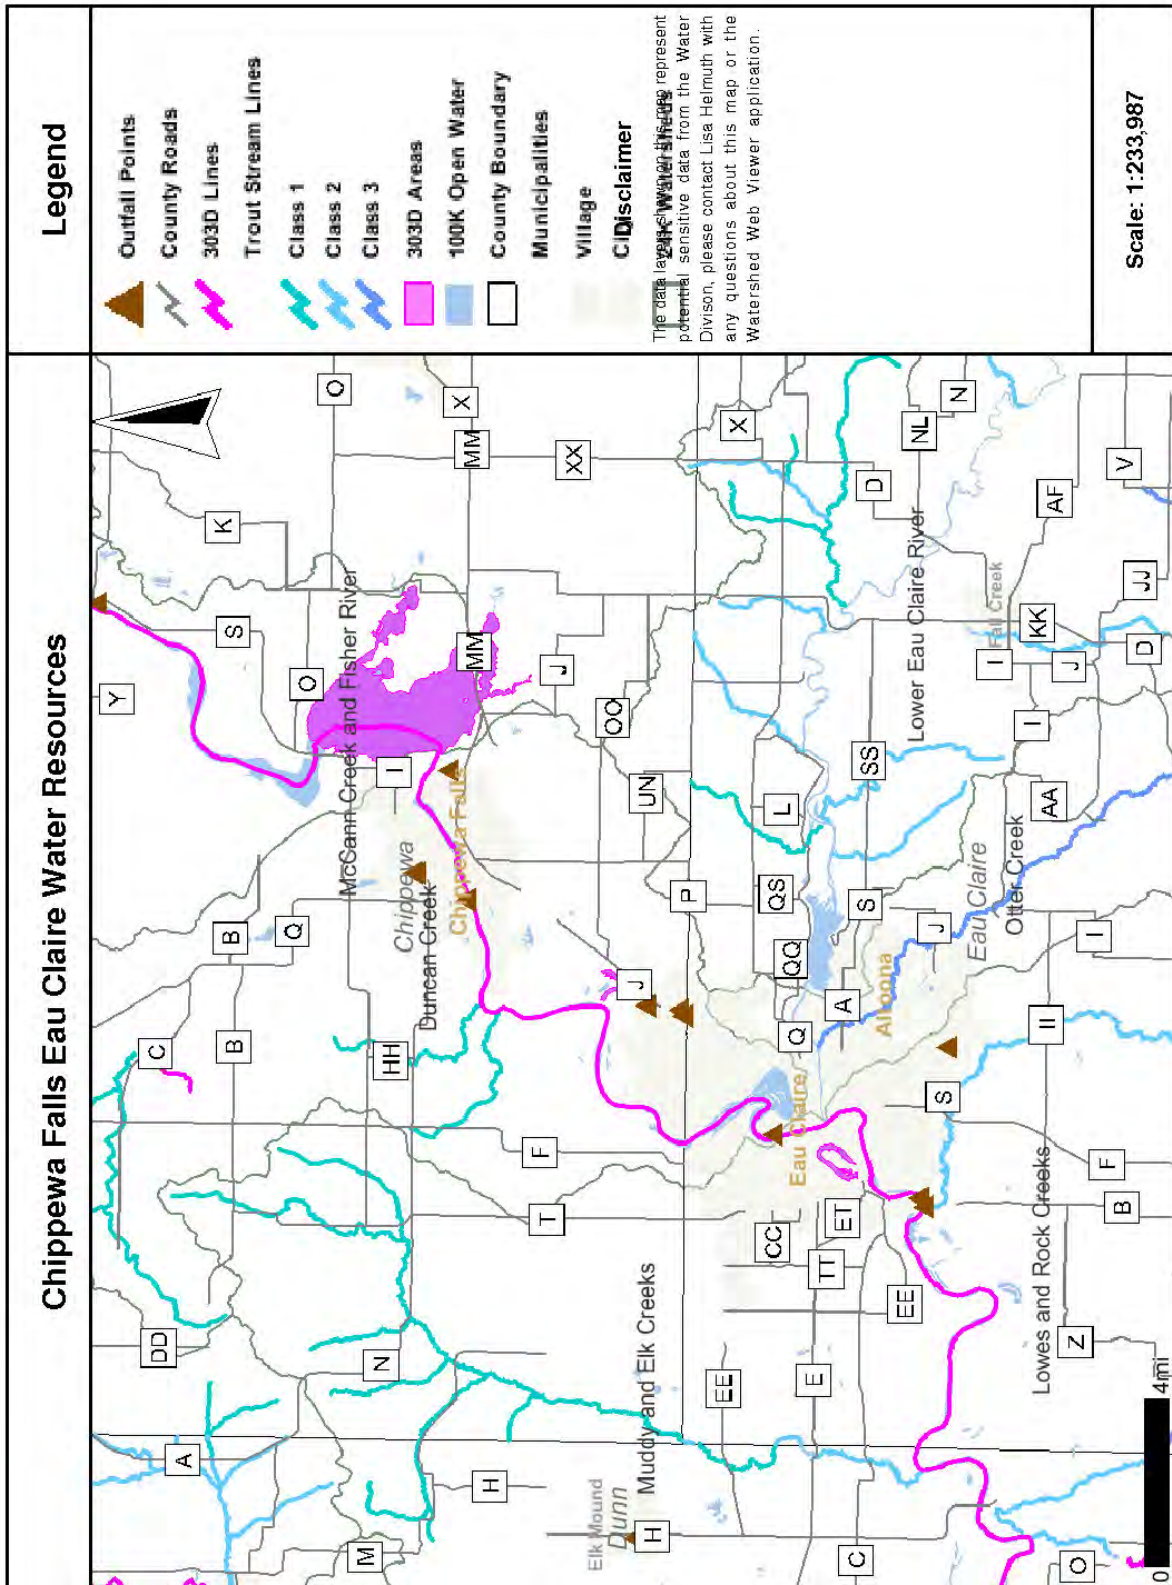 Chippewa Falls Eau Claire Water Resources
Legend
Outfall Points
County Roads
303D Lines
Trout Stream Lines
Class 1
Class 2
Class 3
303D Areas
100K Open Water
County Boundary
Municipalities
Village
City
Disclaimer
24K Watersheds
The data layers shown on this map represent
potential sensitive data from the Water
Divison, please contact Lisa Helmuth with
any questions about this map or the
Watershed Web Viewer application.
Scale: 1:233,987
Y
S
K
O
O
X
MM
XX
MM
McCann Creek and Fisher River
I
J
B
Q
B
C
HH
Chippewa
Duncan Creek
Chippewa Falls
OO
UN
P
J
F
T
DD
N
A
H
M
X
D
NL
N
V
AF
JJ
KK
D
I
J
I
Fall Creek
Lower Eau Claire River
SS
L
QS
QQ
Q
S
A
J
AA
I
II
S
Altoona
Eau Claire
Otter Creek
Eau Claire
F
B
Z
Lowes and Rock Creeks
CC
ET
TT
EE
EE
E
C
O
Muddy and Elk Creeks
Elk Mound
Dunn
H
0
4mi